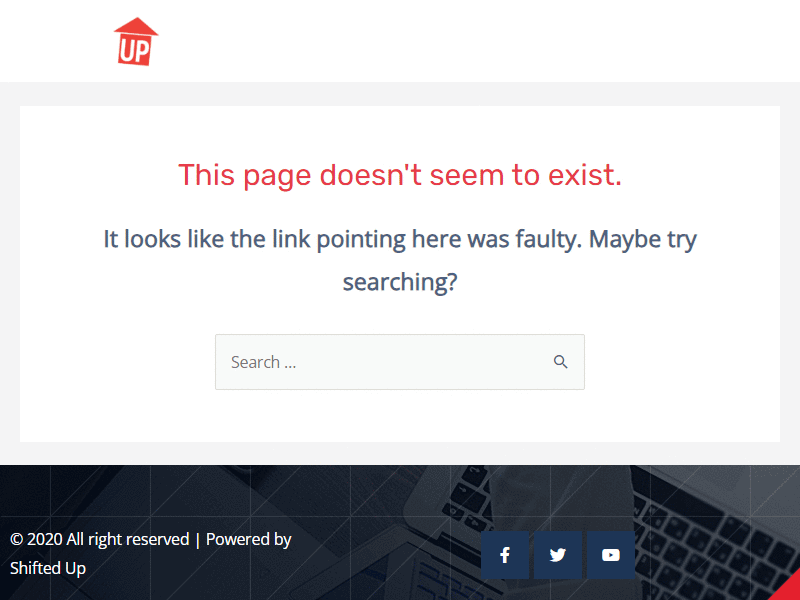 UP
This page doesn't seem to exist.
It looks like the link pointing here was faulty. Maybe try
searching?
Search ...
© 2020 All right reserved | Powered by
Shifted Up